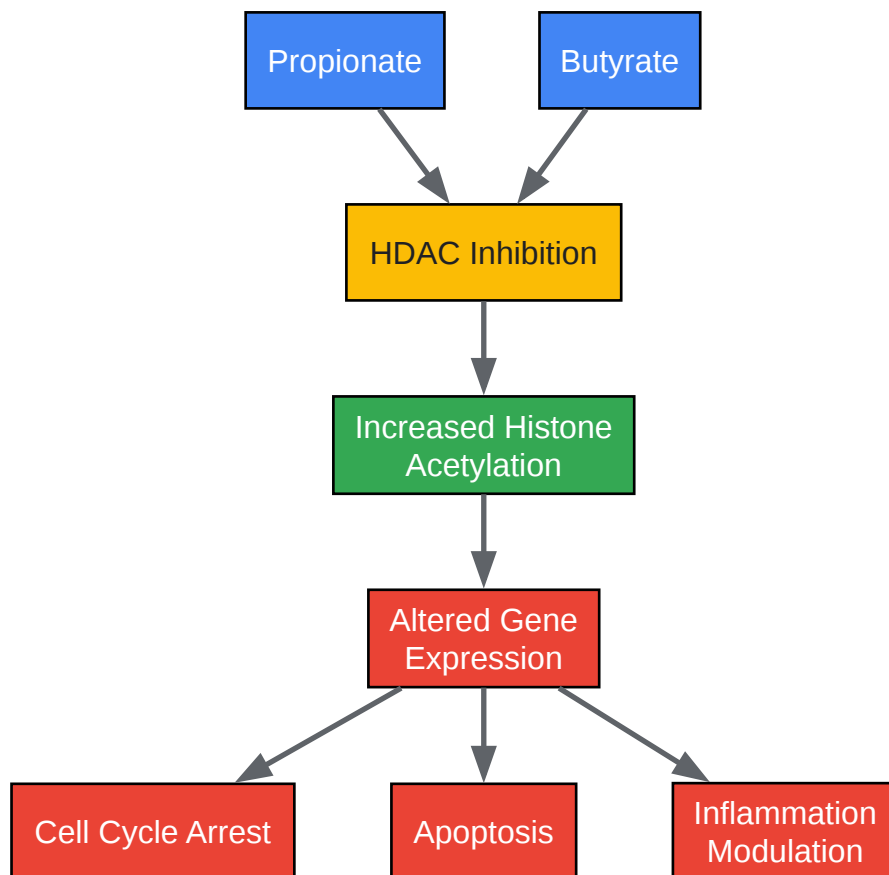 Propionate
Butyrate
HDAC Inhibition
Increased Histone
Acetylation
Altered Gene
Expression
Cell Cycle Arrest
Apoptosis
Inflammation
Modulation